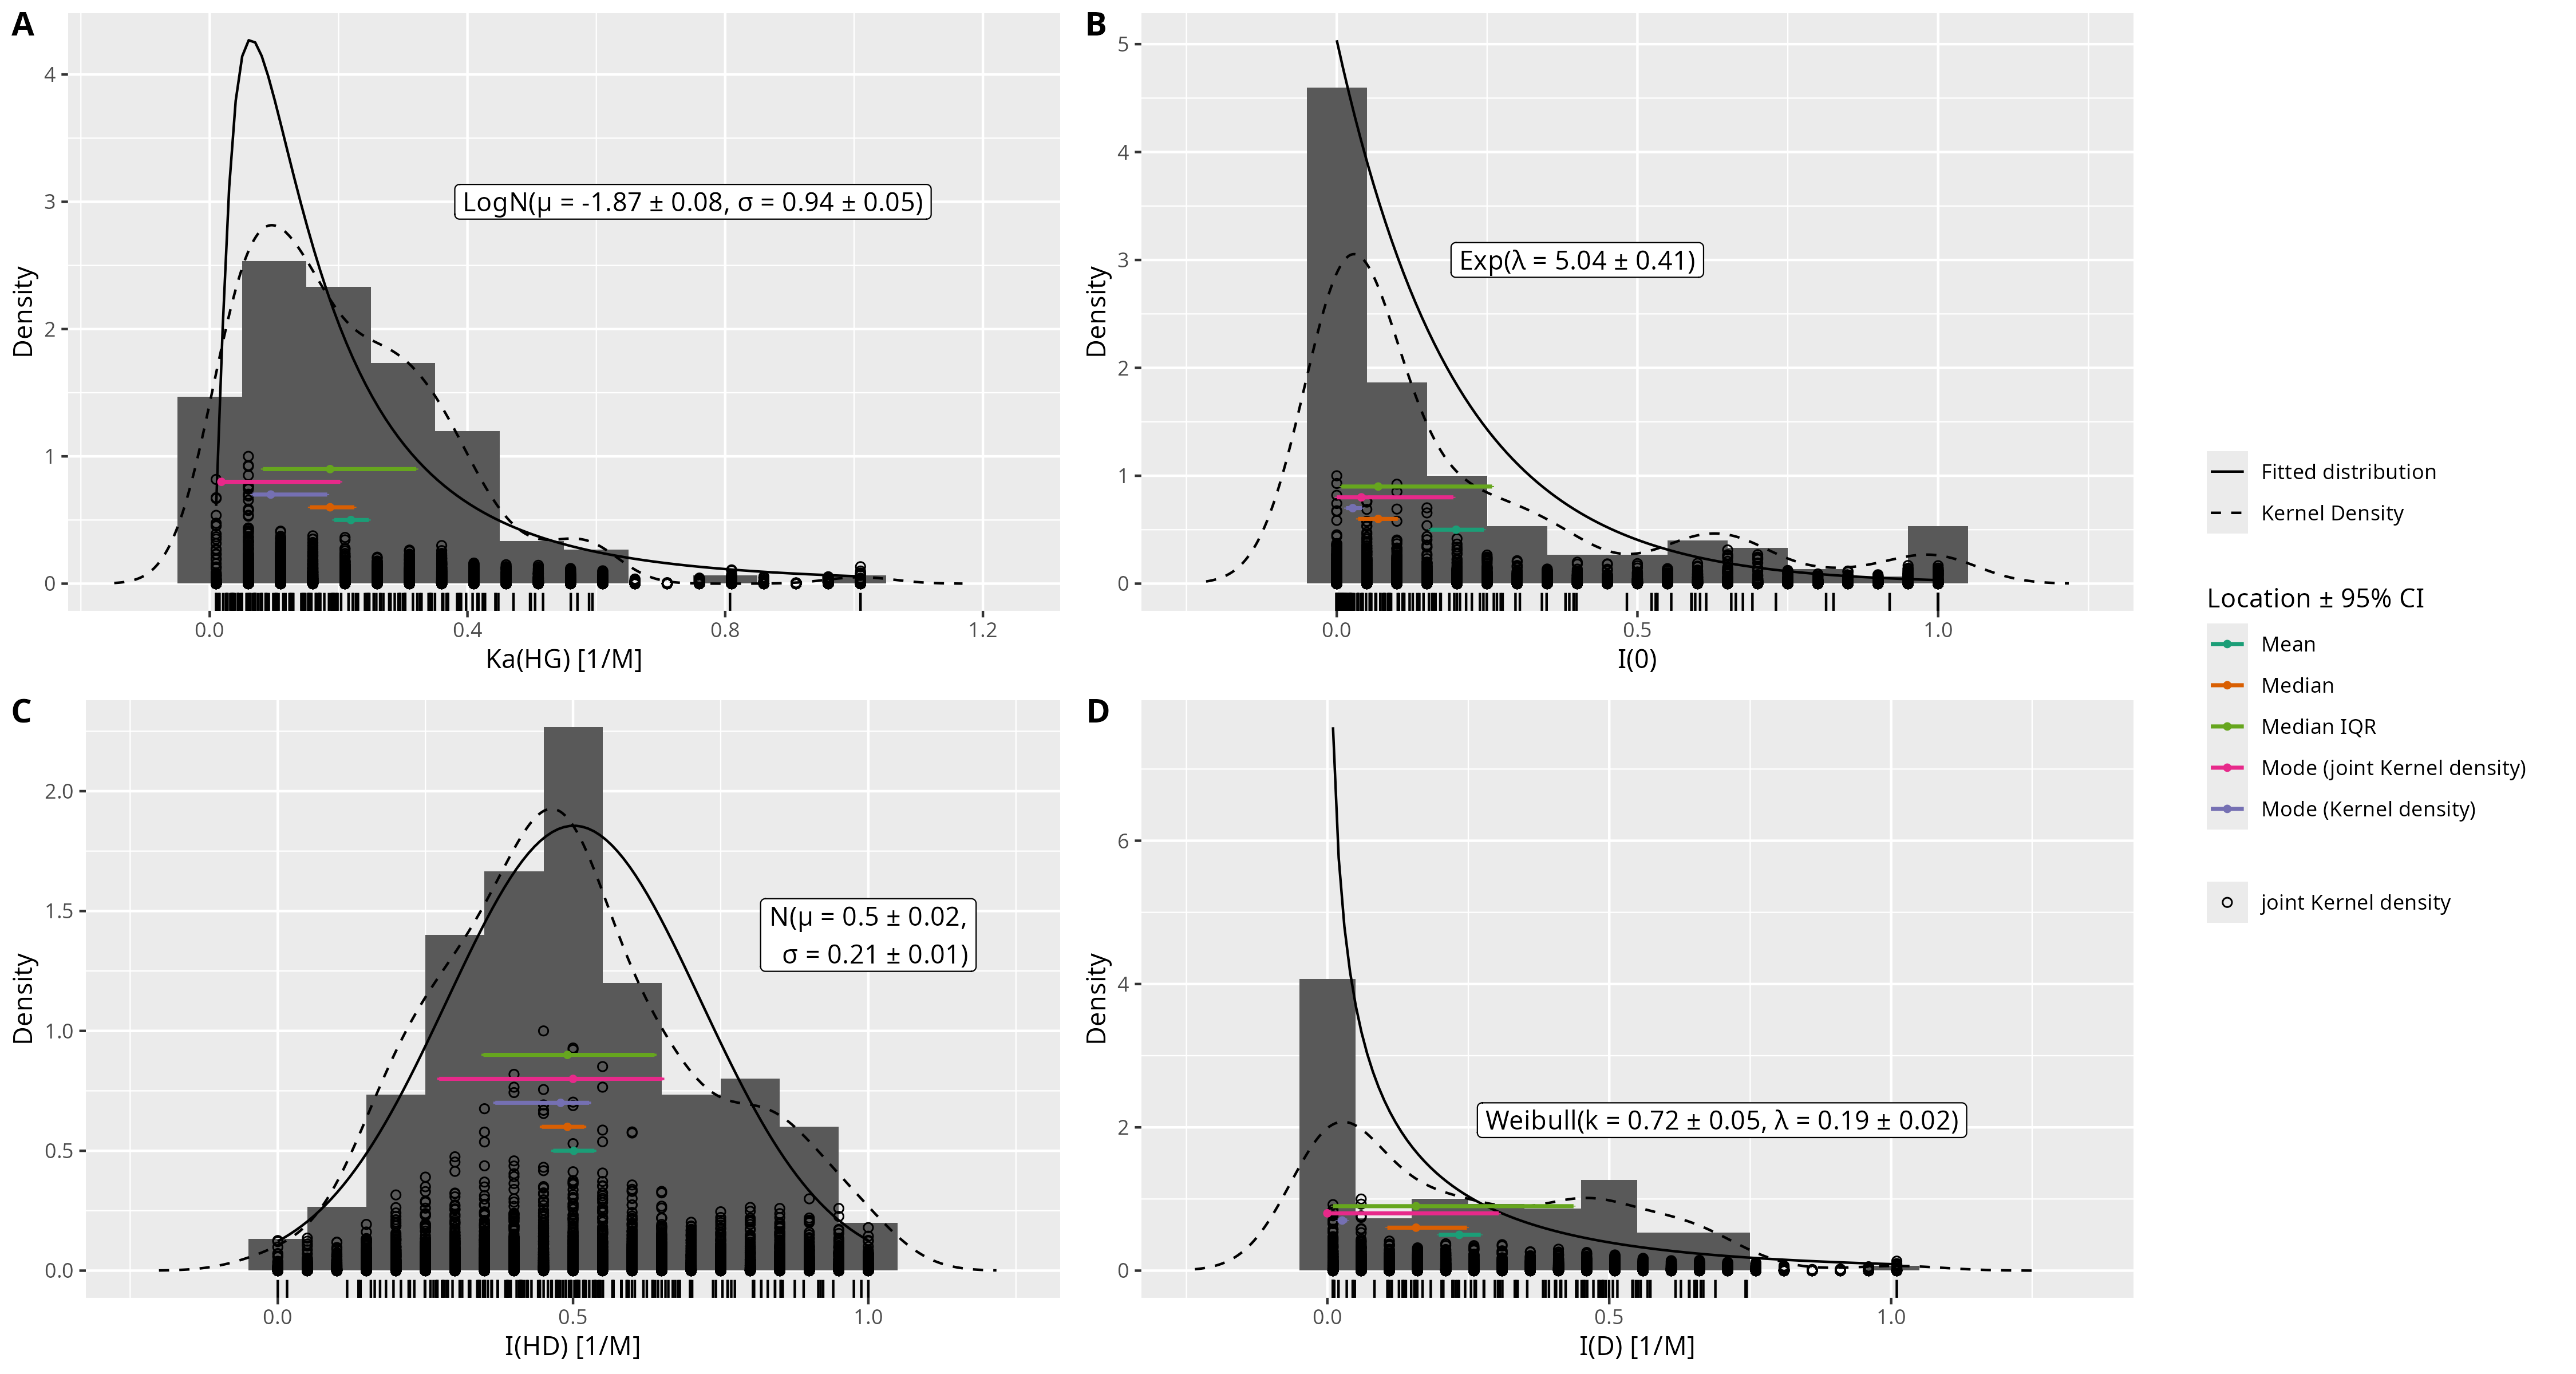 A
4
3
2
1
0
Density
LogN(μ = -1.87 ± 0.08, σ = 0.94 ± 0.05)
0.0
0.4
0.8
1.2
Ka(HG) [1/M]
B
5
4
3
2
1
0
Density
Exp(λ = 5.04 ± 0.41)
0.0
0.5
1.0
I(0)
C
2.0
1.5
1.0
0.5
0.0
Density
N(μ = 0.5 ± 0.02,
σ = 0.21 ± 0.01)
0.0
0.5
1.0
I(HD) [1/M]
D
6
4
2
0
Density
Weibull(k = 0.72 ± 0.05, λ = 0.19 ± 0.02)
0.0
0.5
1.0
I(D) [1/M]
Fitted distribution
Kernel Density
Location ± 95% CI
Mean
Median
Median IQR
Mode (joint Kernel density)
Mode (Kernel density)
joint Kernel density